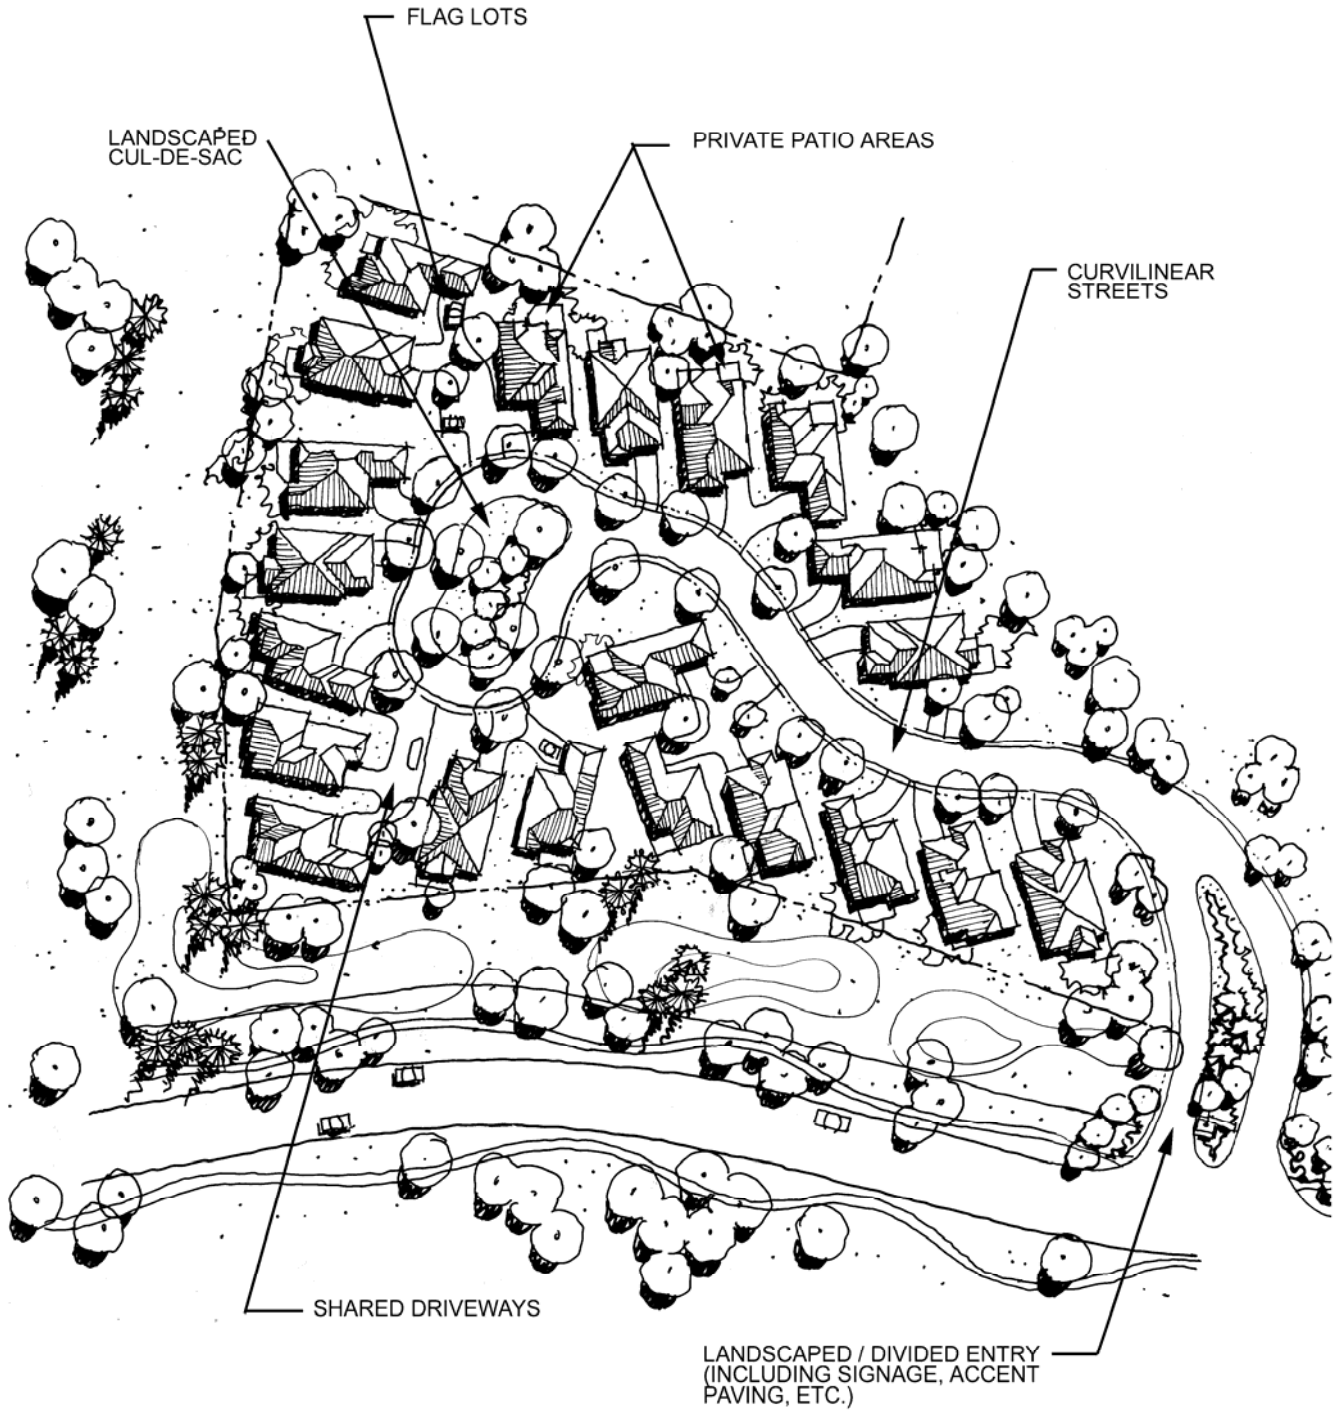 FLAG LOTS
LANDSCAPED
CUL-DE-SAC
PRIVATE PATIO AREAS
CURVILINEAR
STREETS
SHARED DRIVEWAYS
LANDSCAPED / DIVIDED ENTRY
(INCLUDING SIGNAGE, ACCENT
PAVING, ETC.)